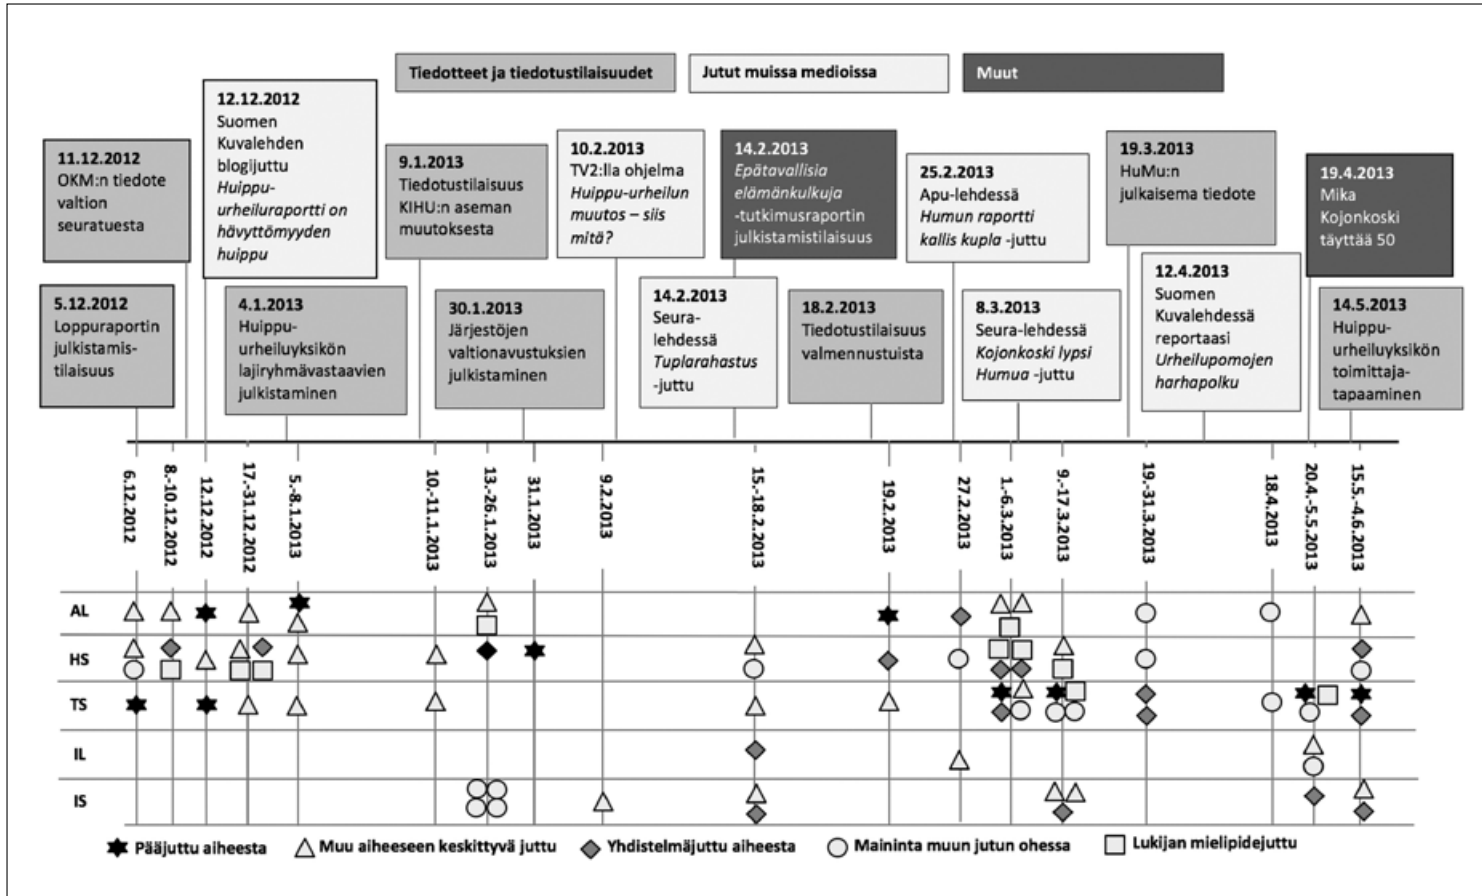 Tiedotteet ja tiedotustilaisuudet
Jutut muissa medioissa
Muut
11.12.2012
OKM:n tiedote
valtion
seuratuesta
12.12.2012
Suomen
Kuvalehden
blogijuttu
Huippu-
urheiluraportti on
hävyttömyyden
huippu
9.1.2013
Tiedotustilaisuus
KIHU:n aseman
muutoksesta
10.2.2013
TV2:lla ohjelma
Huippu-urheilun
muutos – siis
mitä?
14.2.2013
Epätavallisia
elämänkulkuja
-tutkimusraportin
julkistamistilaisuus
25.2.2013
Apu-lehdessä
Humun raportti
kallis kupla -juttu
19.3.2013
HuMu:n
julkaisema tiedote
19.4.2013
Mika
Kojonkoski
täyttää 50
5.12.2012
Loppuraportin
julkistamis-
tilaisuus
4.1.2013
Huippu-
urheiluyksikön
lajiryhmävastaavien
julkistaminen
30.1.2013
Järjestöjen
valtionavustuksien
julkistaminen
14.2.2013
Seura-
lehdessä
Tuplarahastus
-juttu
18.2.2013
Tiedotustilaisuus
valmennustuista
8.3.2013
Seura-lehdessä
Kojonkoski lypsi
Humua -juttu
12.4.2013
Suomen
Kuvalehdessä
reportaasi
Urheilupomojen
harhapolku
14.5.2013
Huippu-
urheiluyksikön
toimittaja-
tapaaminen
6.12.2012
8.-10.12.2012
12.12.2012
17.-31.12.2012
5.-8.1.2013
10.-11.1.2013
13.-26.1.2013
31.1.2013
9.2.2013
15.-18.2.2013
19.2.2013
27.2.2013
1.-6.3.2013
9.-17.3.2013
19.-31.3.2013
18.4.2013
20.4.-5.5.2013
15.5.-4.6.2013
AL
HS
TS
IL
IS
Pääjuttu aiheesta
Muu aiheeseen keskittyvä juttu
Yhdistelmäjuttu aiheesta
Maininta muun jutun ohessa
Lukijan mielipidejuttu